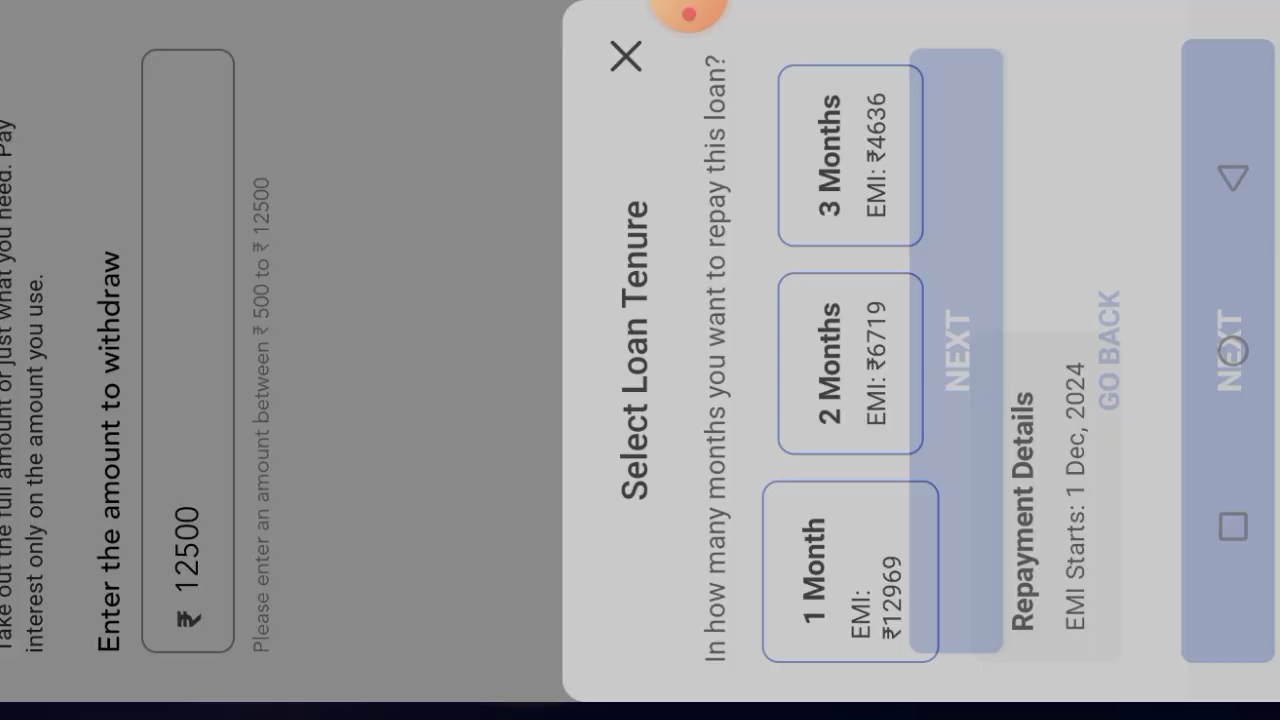 Take out the full amount or just what you need. Pay
interest only on the amount you use.
Enter the amount to withdraw
₹ 12500
Please enter an amount between ₹ 500 to ₹ 12500
Select Loan Tenure
In how many months you want to repay this loan?
1 Month
EMI:
₹12969
2 Months
EMI: ₹6719
3 Months
EMI: ₹4636
NEXT
Repayment Details
EMI Starts: 1 Dec, 2024
GO BACK
NEXT